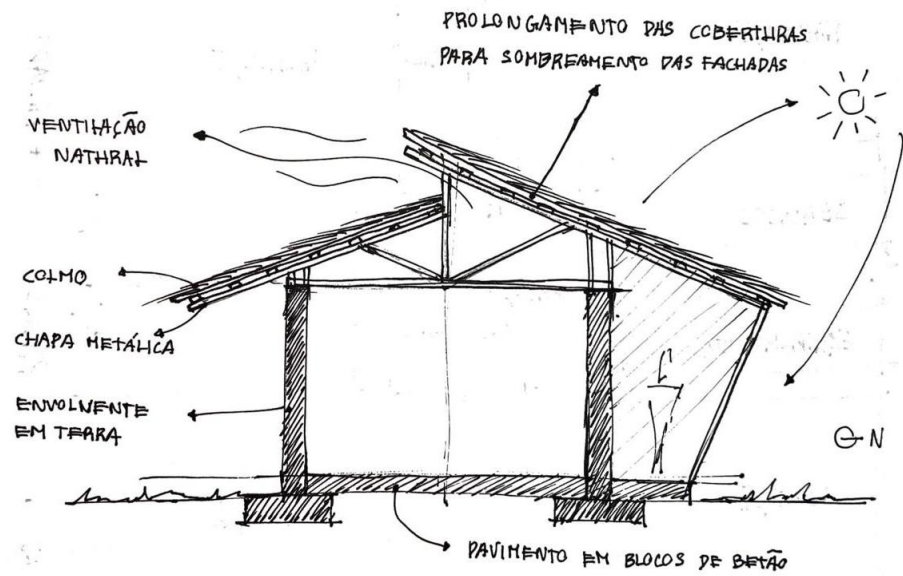 PROLONGAMENTO DAS COBERTURAS
PARA SOMBREAMENTO DAS FACHADAS
VENTILAÇÃO
NATURAL
COLMO
CHAPA METÁLICA
ENVOLVENTE
EM TERRA
N
PAVIMENTO EM BLOCOS DE BETÃO